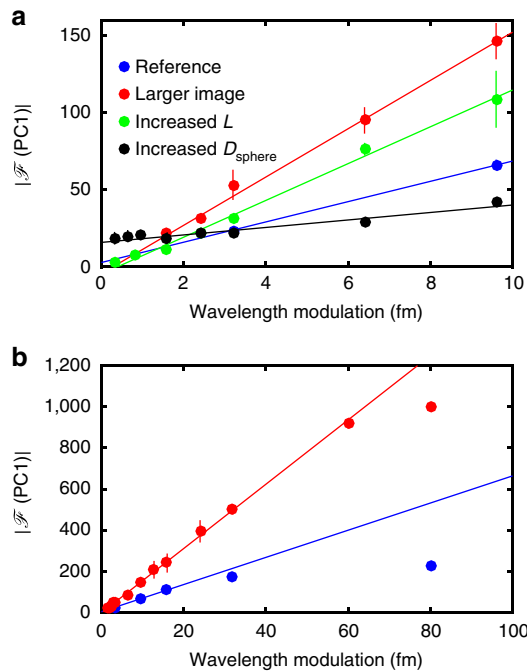 a
150
100
50
0
|ℱ (PC1)|
Reference
Larger image
Increased L
Increased D_sphere
0 2 4 6 8 10
Wavelength modulation (fm)
b
1,200
1,000
800
600
400
200
0
|ℱ (PC1)|
0 20 40 60 80 100
Wavelength modulation (fm)